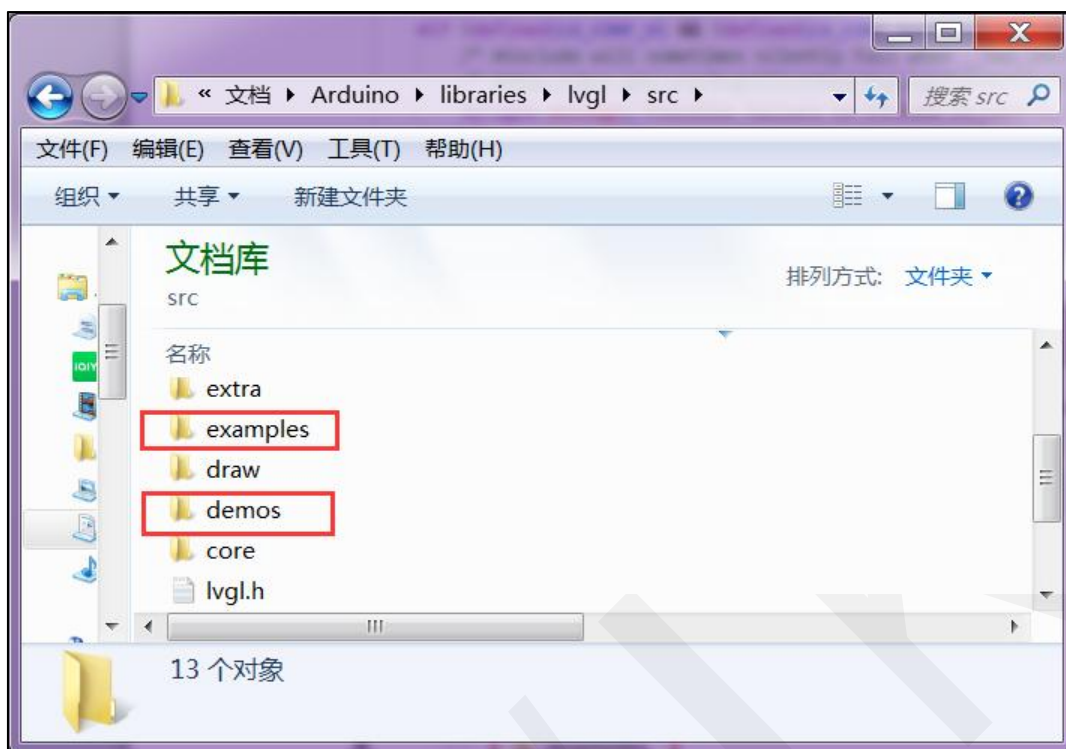 « 文档 ▸ Arduino ▸ libraries ▸ lvgl ▸ src ▸
搜索 src
文件(F) 编辑(E) 查看(V) 工具(T) 帮助(H)
组织 共享 新建文件夹
文档库
src
排列方式: 文件夹
名称
extra
examples
draw
demos
core
lvgl.h
13 个对象